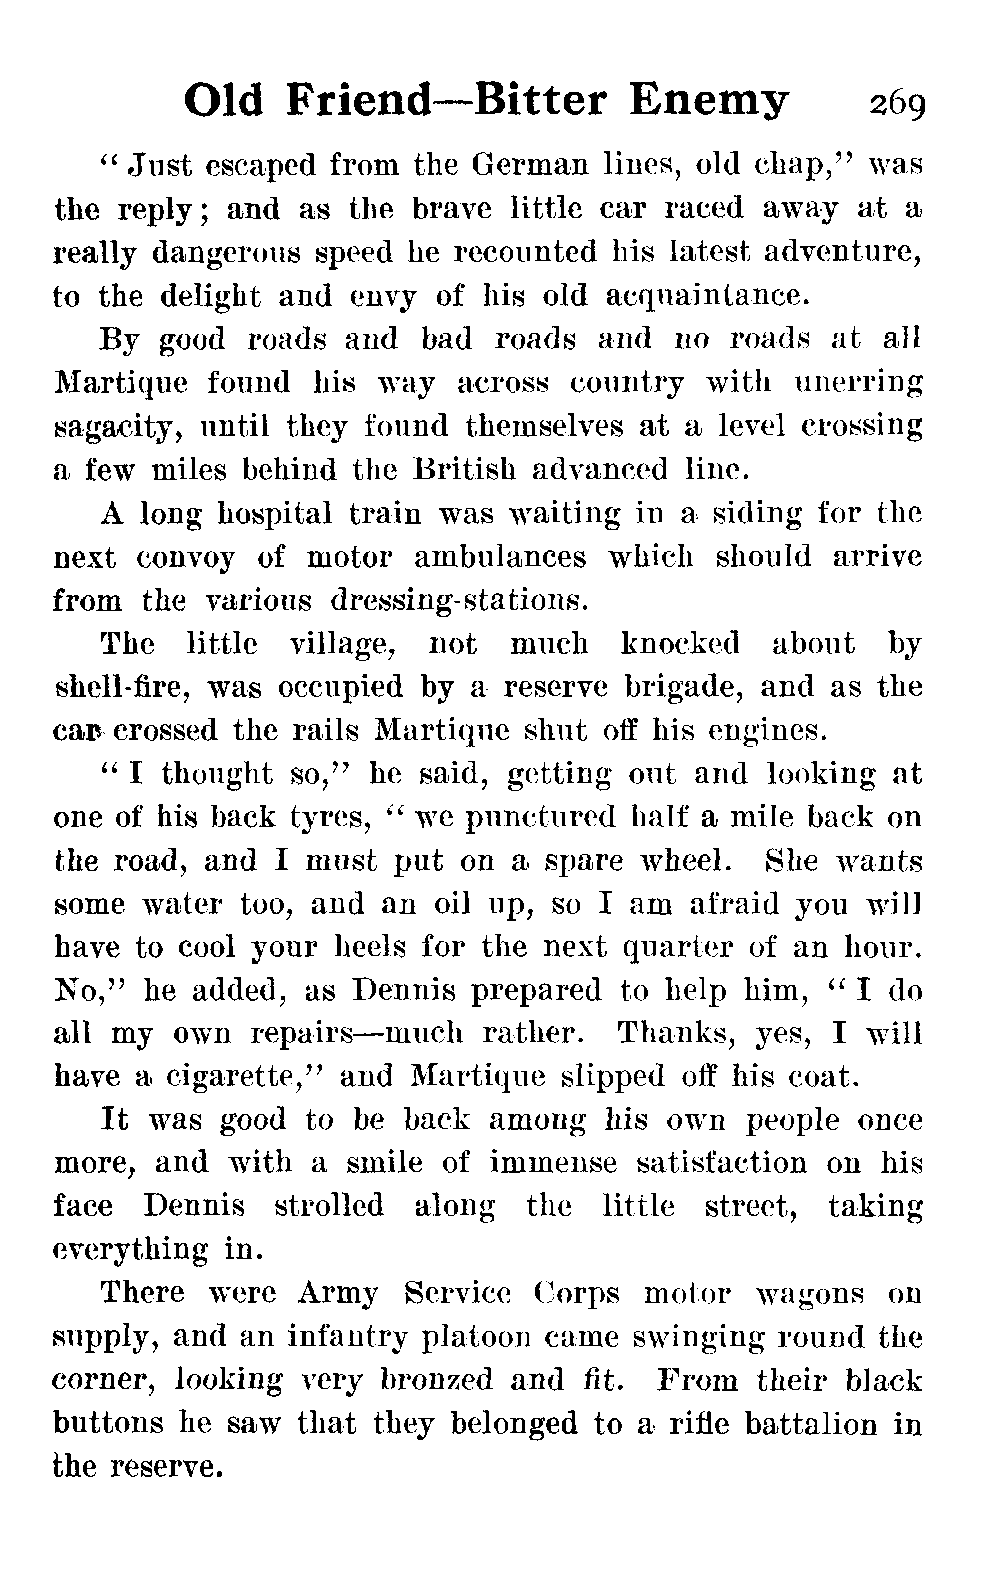 Old Friend—Bitter Enemy 269
" Just escaped from the German lines, old chap," was
the reply; and as the brave little car raced away at a
really dangerous speed he recounted his latest adventure,
to the delight and envy of his old acquaintance.
By good roads and bad roads and no roads at all
Martique found his way across country with unerring
sagacity, until they found themselves at a level crossing
a few miles behind the British advanced line.
A long hospital train was waiting in a siding for the
next convoy of motor ambulances which should arrive
from the various dressing-stations.
The little village, not much knocked about by
shell-fire, was occupied by a reserve brigade, and as the
car crossed the rails Martique shut off his engines.
" I thought so," he said, getting out and looking at
one of his back tyres, " we punctured half a mile back on
the road, and I must put on a spare wheel. She wants
some water too, and an oil up, so I am afraid you will
have to cool your heels for the next quarter of an hour.
No," he added, as Dennis prepared to help him, " I do
all my own repairs—much rather. Thanks, yes, I will
have a cigarette," and Martique slipped off his coat.
It was good to be back among his own people once
more, and with a smile of immense satisfaction on his
face Dennis strolled along the little street, taking
everything in.
There were Army Service Corps motor wagons on
supply, and an infantry platoon came swinging round the
corner, looking very bronzed and fit. From their black
buttons he saw that they belonged to a rifle battalion in
the reserve.